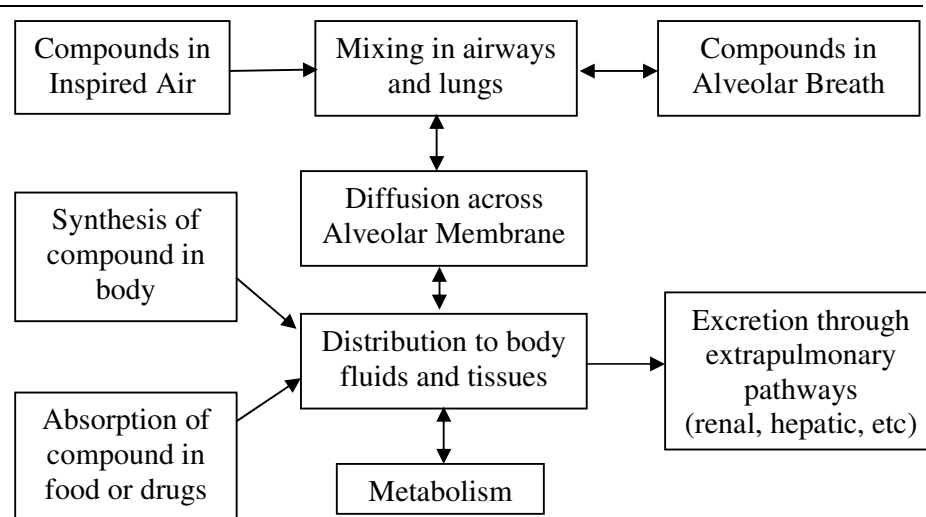 Compounds in
Inspired Air
Mixing in airways
and lungs
Compounds in
Alveolar Breath
Diffusion across
Alveolar Membrane
Synthesis of
compound in
body
Distribution to body
fluids and tissues
Excretion through
extrapulmonary
pathways
(renal, hepatic, etc)
Absorption of
compound in
food or drugs
Metabolism